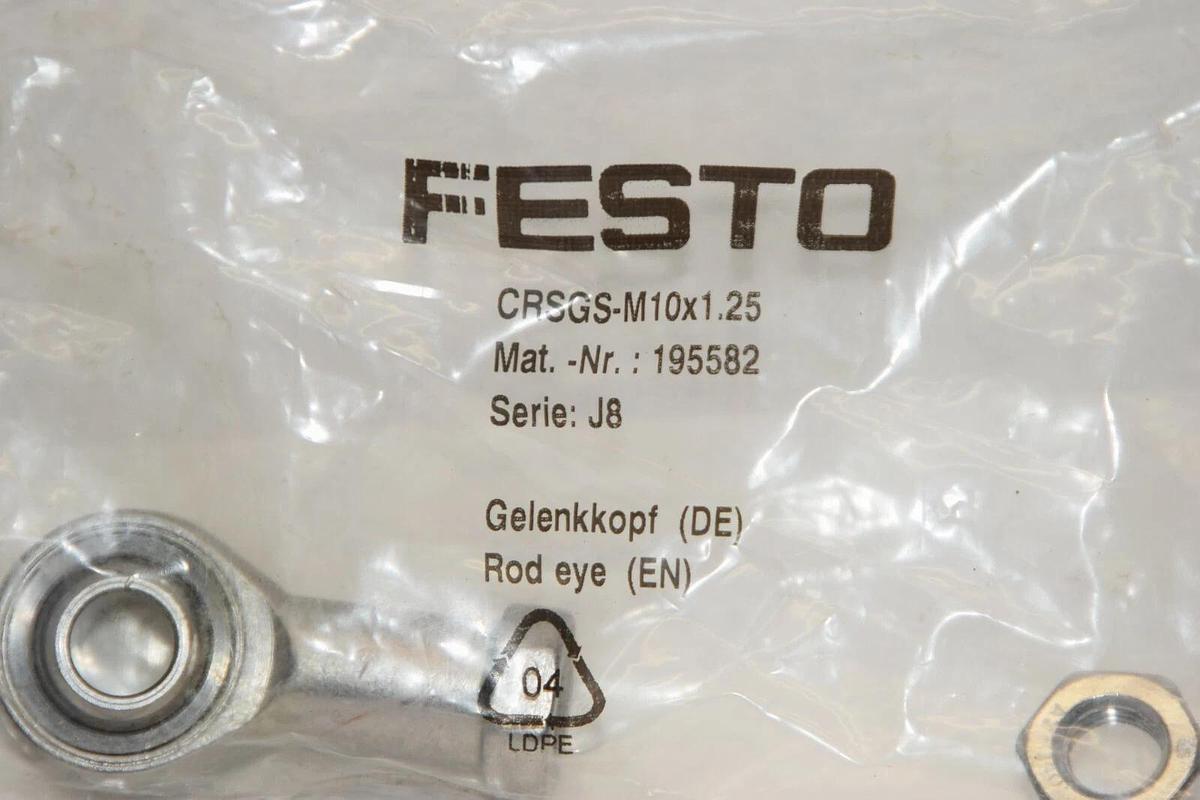 FESTO
CRSGS-M10x1.25
Mat. -Nr. : 195582
Serie: J8
Gelenkkopf (DE)
Rod eye (EN)
04
LDPE